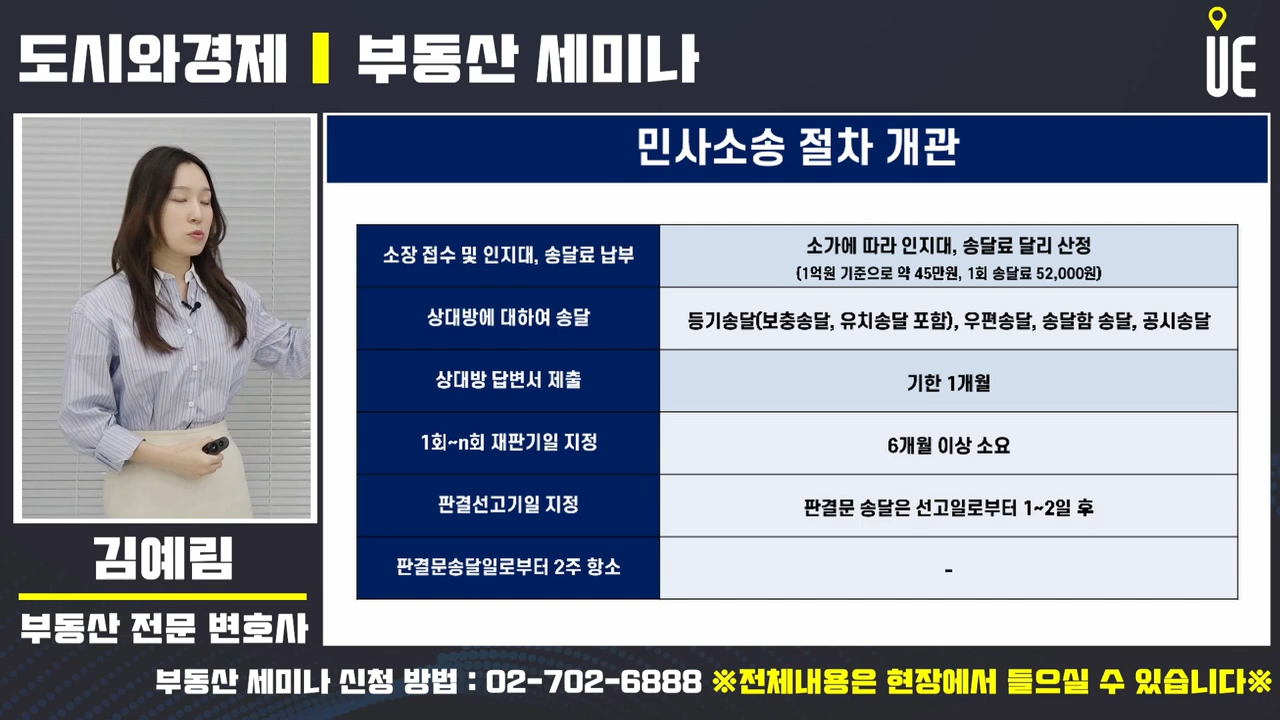 도시와경제 부동산 세미나
UE
민사소송 절차 개관
소장 접수 및 인지대, 송달료 납부
소가에 따라 인지대, 송달료 달리 산정
(1억원 기준으로 약 45만원, 1회 송달료 52,000원)
상대방에 대하여 송달
등기송달(보충송달, 유치송달 포함), 우편송달, 송달함 송달, 공시송달
상대방 답변서 제출
기한 1개월
1회~n회 재판기일 지정
6개월 이상 소요
판결선고기일 지정
판결문 송달은 선고일로부터 1~2일 후
판결문송달일로부터 2주 항소
-
김예림
부동산 전문 변호사
부동산 세미나 신청 방법 : 02-702-6888 ※전체내용은 현장에서 들으실 수 있습니다※